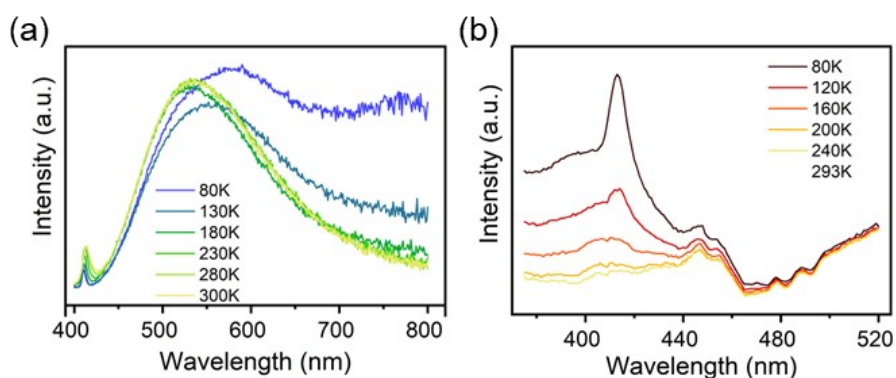 (a)
Intensity (a.u.)
80K
130K
180K
230K
280K
300K
400
500
600
700
800
Wavelength (nm)
(b)
Intensity (a.u.)
80K
120K
160K
200K
240K
293K
400
440
480
520
Wavelength (nm)